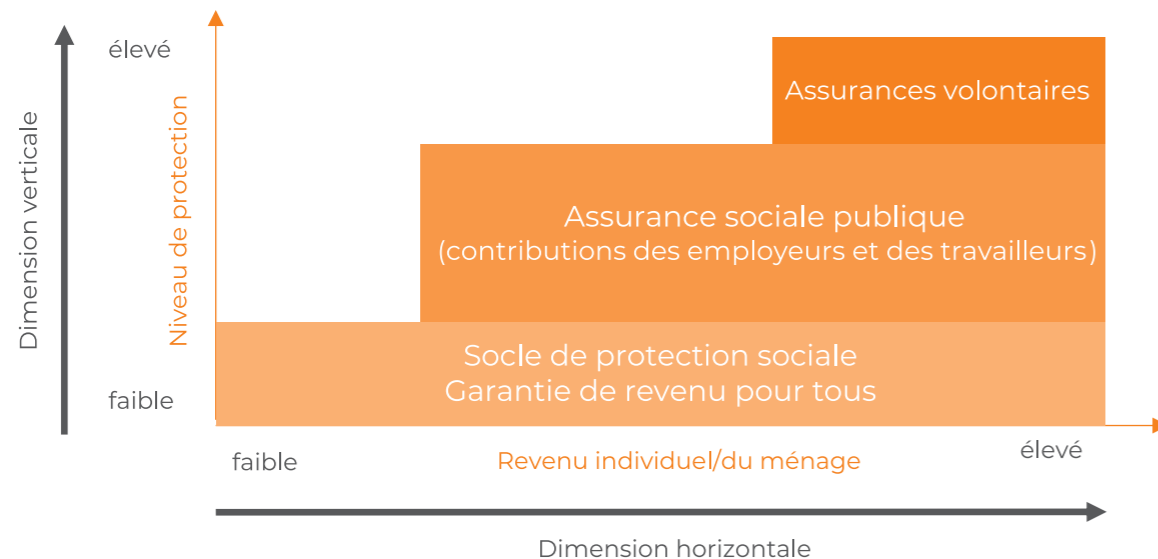 élevé
Assurances volontaires
Dimension verticale
Niveau de protection
Assurance sociale publique
(contributions des employeurs et des travailleurs)
Socle de protection sociale
Garantie de revenu pour tous
faible
faible
Revenu individuel/du ménage
élevé
Dimension horizontale